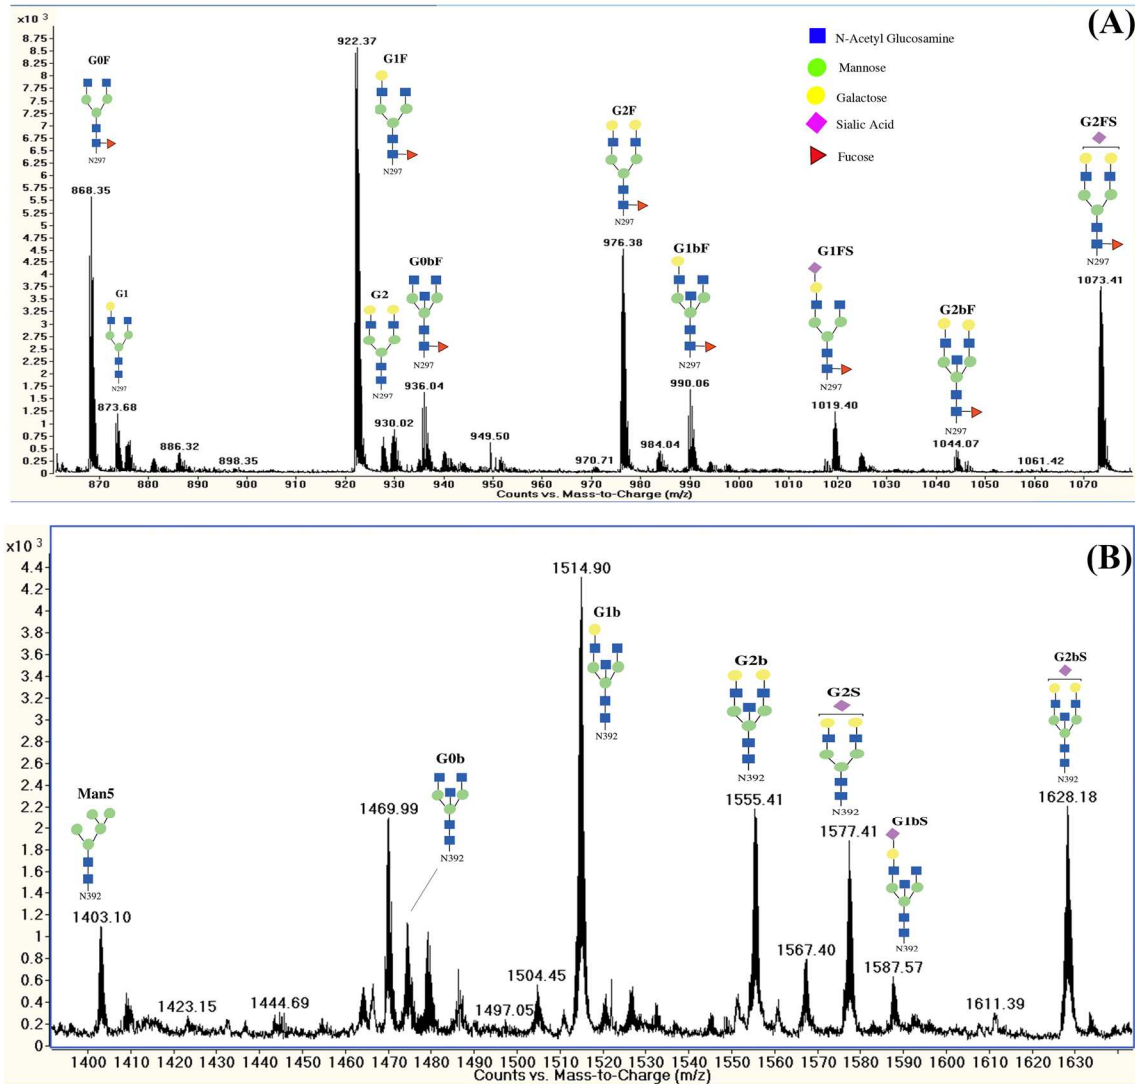 (A)
x10 3
8.75
8.5
8.25
8
7.75
7.5
7.25
7
6.75
6.5
6.25
6
5.75
5.5
5.25
5
4.75
4.5
4.25
4
3.75
3.5
3.25
3
2.75
2.5
2.25
2
1.75
1.5
1.25
1
0.75
0.5
0.25
0
G0F
N297
868.35
G1
N297
873.68
886.32
898.35
922.37
G1F
N297
G2
N297
930.02
G0bF
N297
936.04
949.50
970.71
G2F
N297
976.38
984.04
G1bF
N297
990.06
G1FS
N297
1019.40
G2bF
N297
1044.07
1061.42
G2FS
N297
1073.41
N-Acetyl Glucosamine
Mannose
Galactose
Sialic Acid
Fucose
870 880 890 900 910 920 930 940 950 960 970 980 990 1000 1010 1020 1030 1040 1050 1060 1070
Counts vs. Mass-to-Charge (m/z)
(B)
x10 3
4.4
4.2
4
3.8
3.6
3.4
3.2
3
2.8
2.6
2.4
2.2
2
1.8
1.6
1.4
1.2
1
0.8
0.6
0.4
0.2
0
Man5
N392
1403.10
1423.15
1444.69
1469.99
G0b
N392
1497.05
1504.45
1514.90
G1b
N392
G2b
N392
1555.41
1567.40
G2S
N392
1577.41
G1bS
N392
1587.57
1611.39
G2bS
N392
1628.18
1400 1410 1420 1430 1440 1450 1460 1470 1480 1490 1500 1510 1520 1530 1540 1550 1560 1570 1580 1590 1600 1610 1620 1630
Counts vs. Mass-to-Charge (m/z)